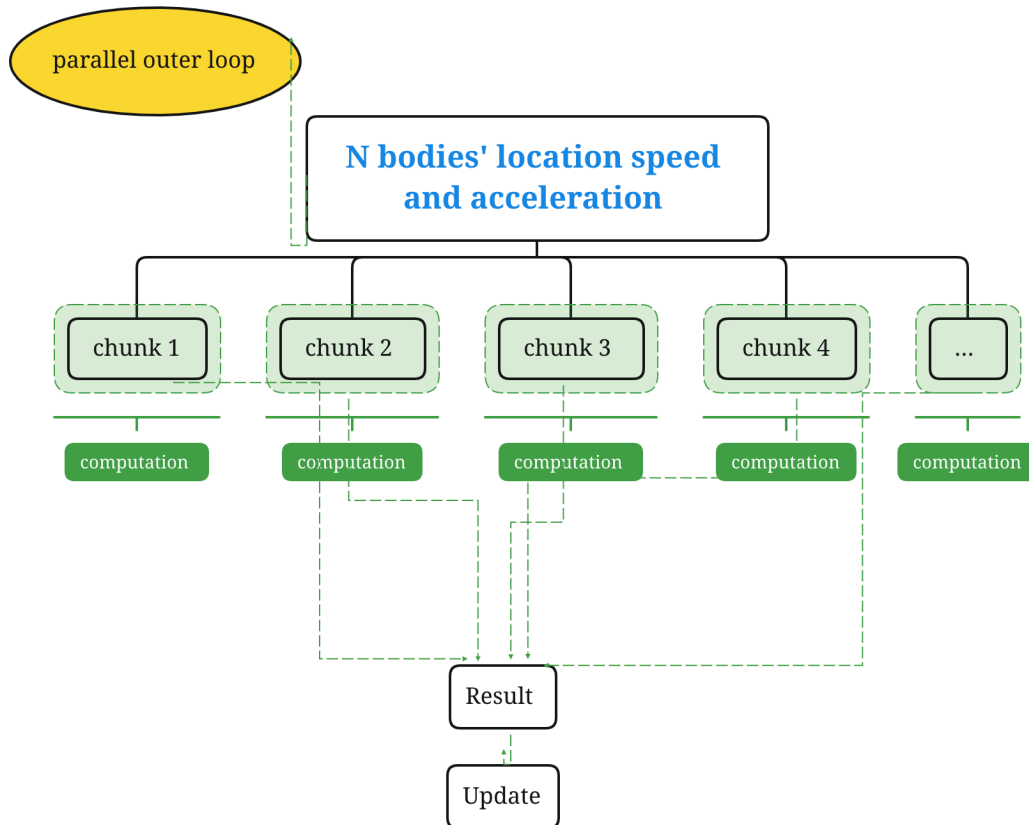 parallel outer loop
N bodies' location speed
and acceleration
chunk 1
chunk 2
chunk 3
chunk 4
...
computation
computation
computation
computation
computation
Result
Update